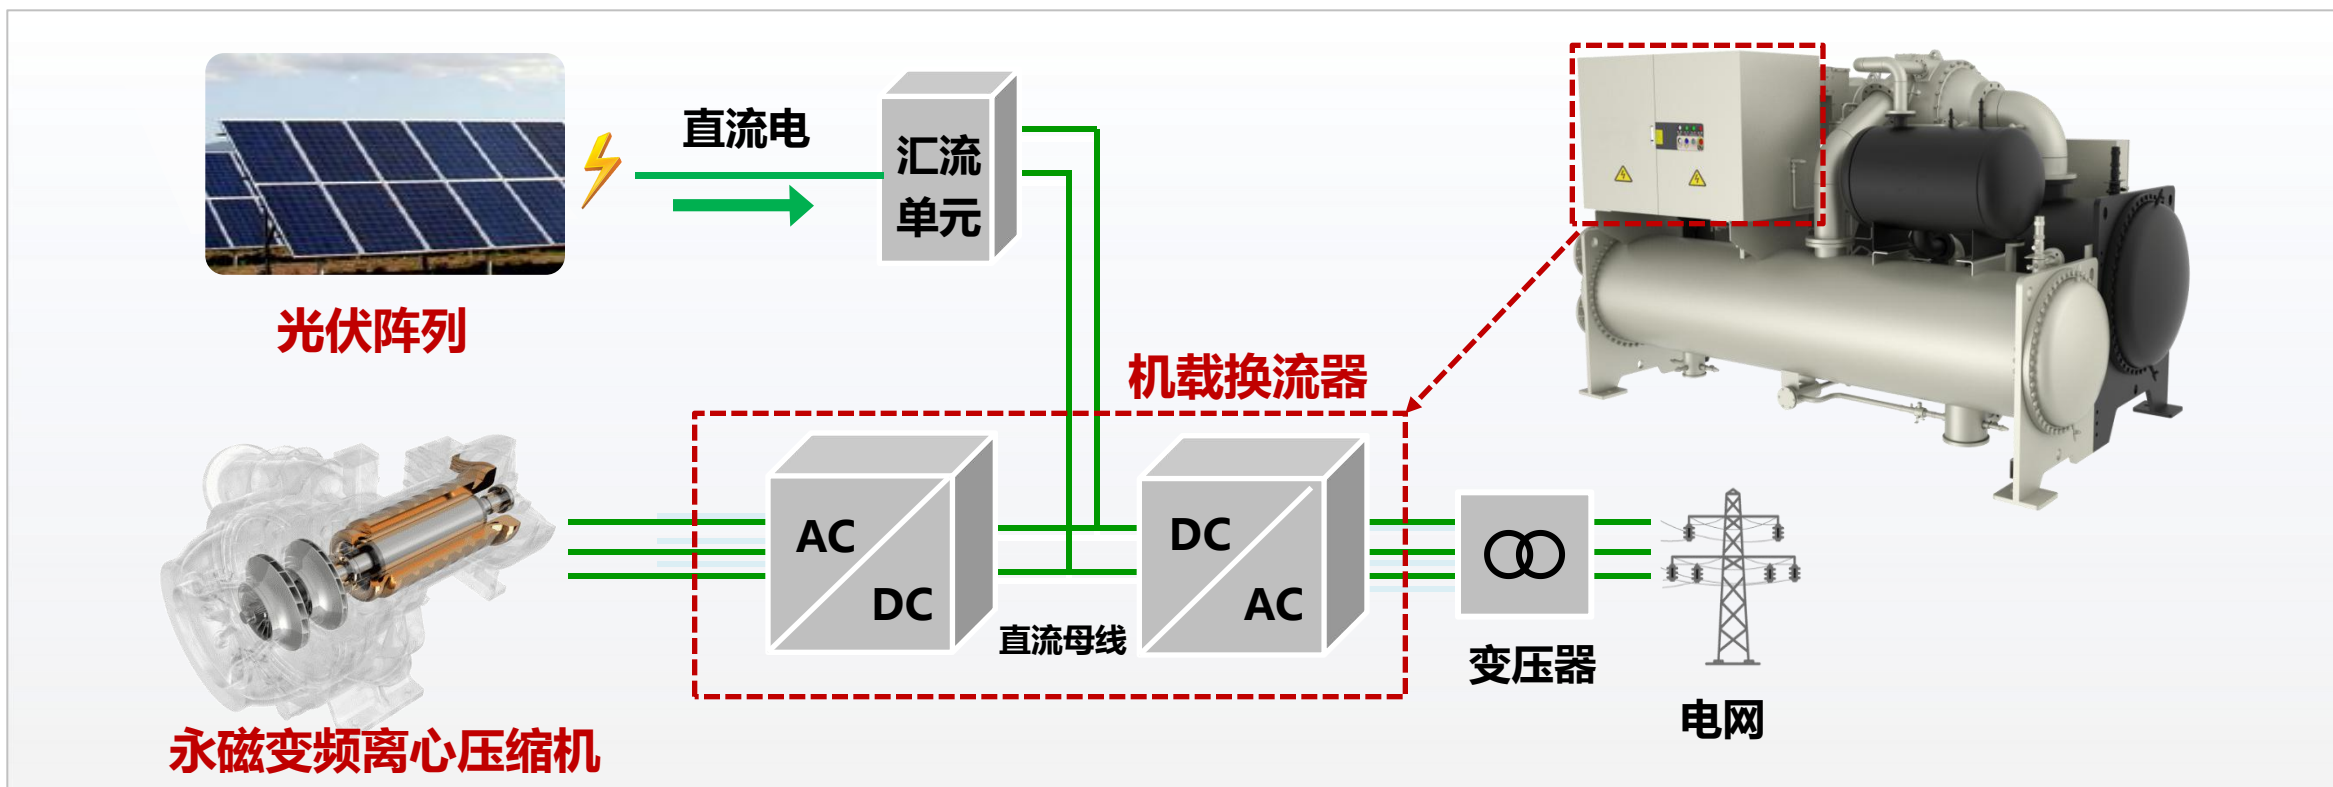 直流电
汇流
单元
光伏阵列
机载换流器
AC
DC
DC
AC
直流母线
变压器
电网
永磁变频离心压缩机